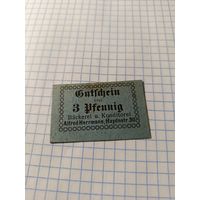 Gutschein
über
3 Pfennig
Bäckerei u. Konditorei
Alfred Herrmann, Haydnstr. 30